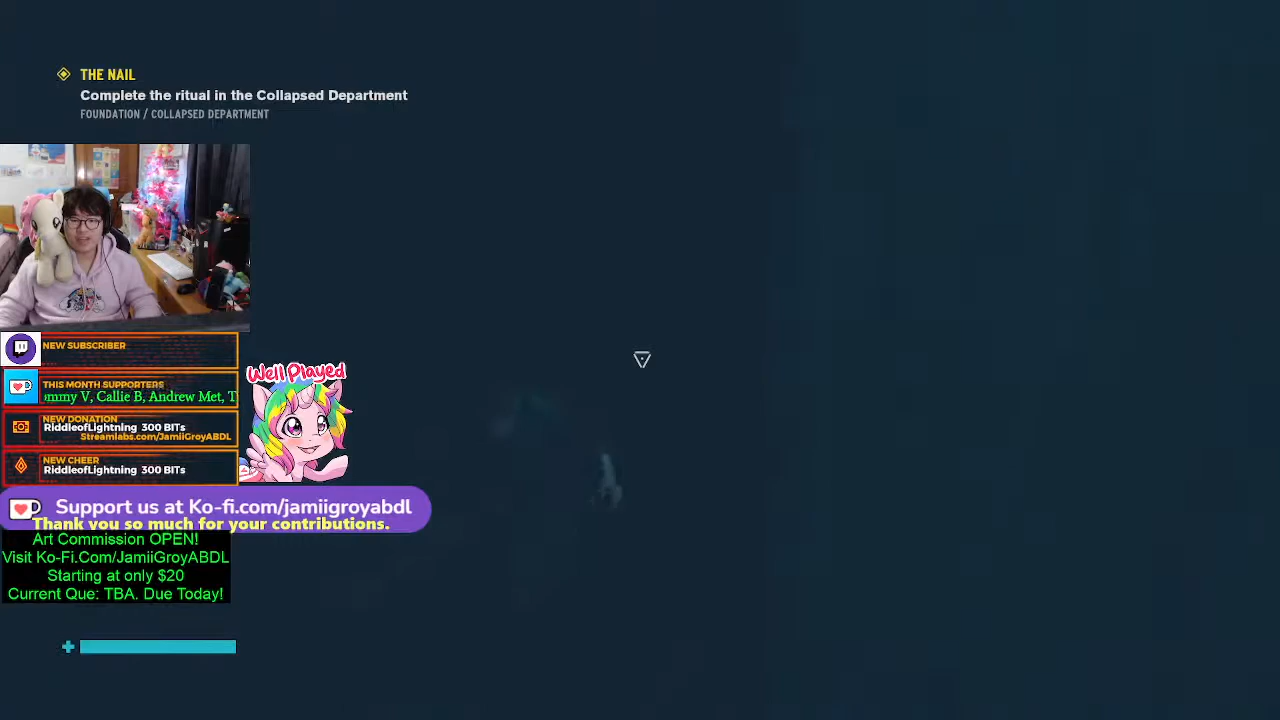 THE NAIL
Complete the ritual in the Collapsed Department
FOUNDATION / COLLAPSED DEPARTMENT
NEW SUBSCRIBER
THIS MONTH SUPPORTERS
ommy V, Callie B, Andrew Met, T
NEW DONATION
RiddleofLightning 300 BITs
Streamlabs.com/JamiiGroyABDL
NEW CHEER
RiddleofLightning 300 BITs
Well Played
Support us at Ko-fi.com/jamiigroyabdl
Thank you so much for your contributions.
Art Commission OPEN!
Visit Ko-Fi.Com/JamiiGroyABDL
Starting at only $20
Current Que: TBA. Due Today!